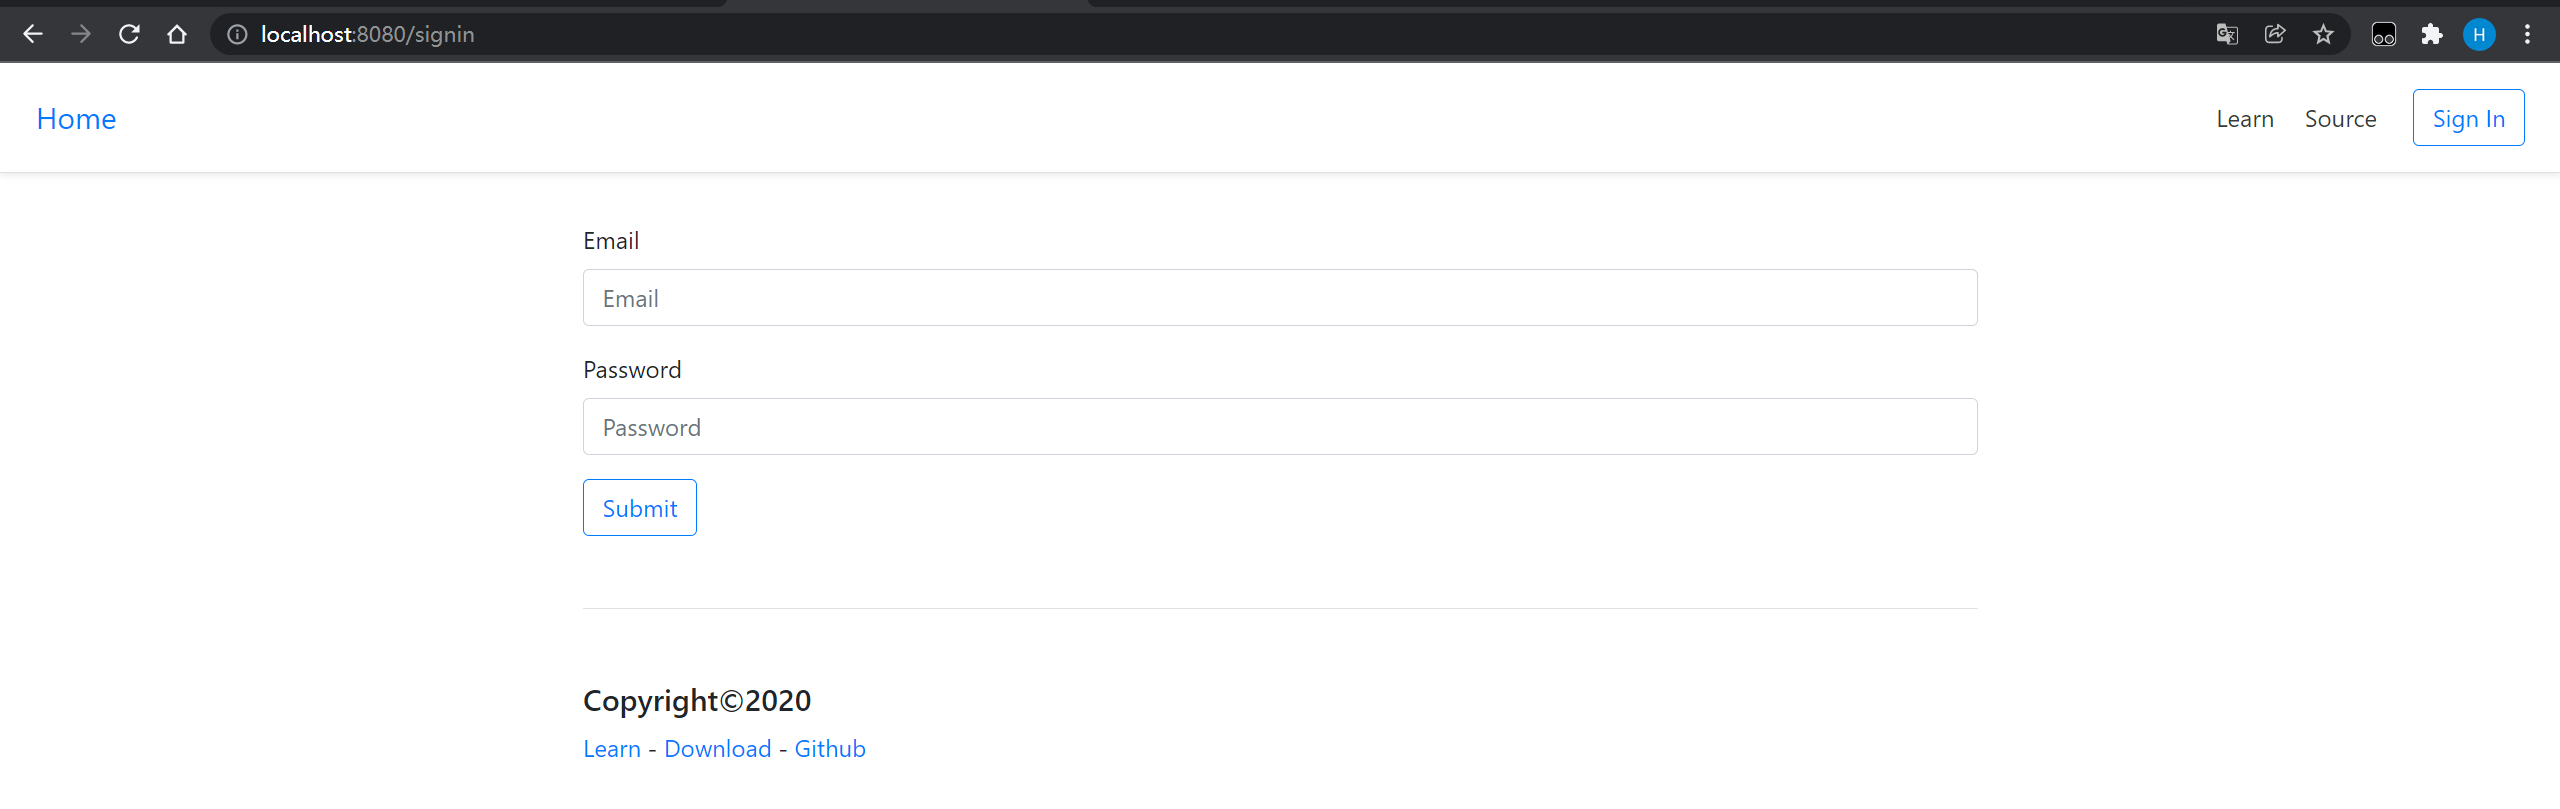 localhost:8080/signin
H
Home Learn Source Sign In
Email
Email
Password
Password
Submit
Copyright©2020
Learn - Download - Github